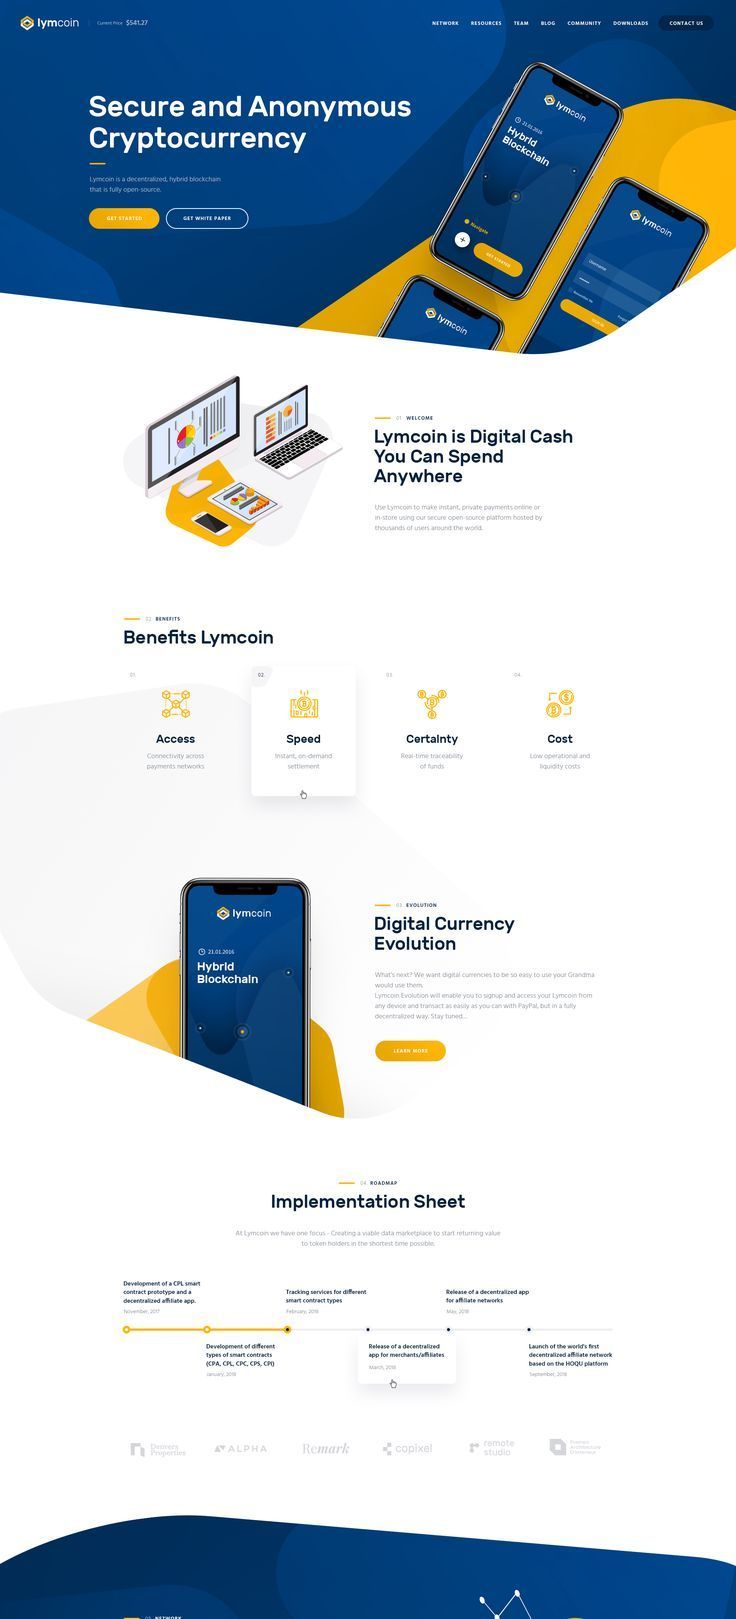 lymcoin
Current Price $541.27
NETWORK RESOURCES TEAM BLOG COMMUNITY DOWNLOADS CONTACT US
Secure and Anonymous
Cryptocurrency
Lymcoin is a decentralized, hybrid blockchain
that is fully open-source.
GET STARTED
GET WHITE PAPER
lymcoin
21.01.2016
Hybrid
Blockchain
Navigate
GET STARTED
lymcoin
Username
Remember Me
SIGN IN
lymcoin
01. WELCOME
Lymcoin is Digital Cash
You Can Spend
Anywhere
Use Lymcoin to make instant, private payments online or
in-store using our secure open-source platform hosted by
thousands of users around the world.
02. BENEFITS
Benefits Lymcoin
01.
Access
Connectivity across
payments networks
02.
Speed
Instant, on-demand
settlement
03.
Certainty
Real-time traceability
of funds
04.
Cost
Low operational and
liquidity costs
lymcoin
21.01.2016
Hybrid
Blockchain
03. EVOLUTION
Digital Currency
Evolution
What's next? We want digital currencies to be so easy to use your Grandma
would use them.
Lymcoin Evolution will enable you to signup and access your Lymcoin from
any device and transact as easily as you can with PayPal, but in a fully
decentralized way. Stay tuned...
LEARN MORE
04. ROADMAP
Implementation Sheet
At Lymcoin we have one focus - Creating a viable data marketplace to start returning value
to token holders in the shortest time possible.
Development of a CPL smart
contract prototype and a
decentralized affiliate app.
November, 2017
Tracking services for different
smart contract types
February, 2018
Release of a decentralized app
for affiliate networks
May, 2018
Development of different
types of smart contracts
(CPA, CPL, CPC, CPS, CPI)
January, 2018
Release of a decentralized
app for merchants/affiliates
March, 2018
Launch of the world's first
decentralized affiliate network
based on the HOQU platform
September, 2018
Denvers
Properties
ALPHA
Remark
copixel
remote
studio
05. NETWORK